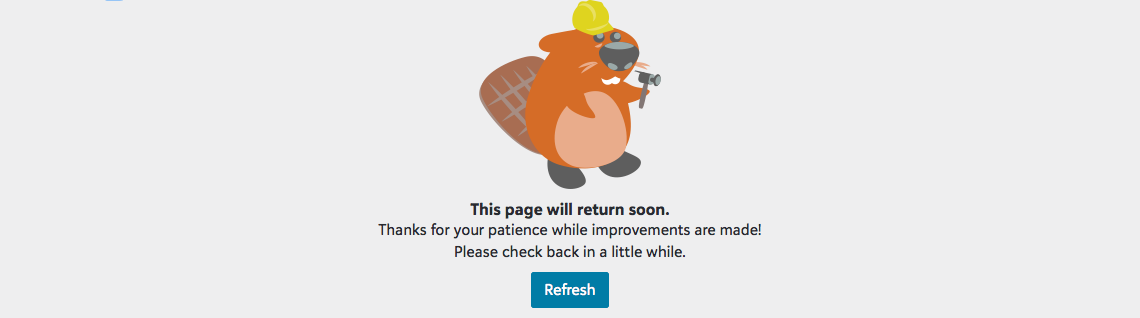 This page will return soon.
Thanks for your patience while improvements are made!
Please check back in a little while.
Refresh